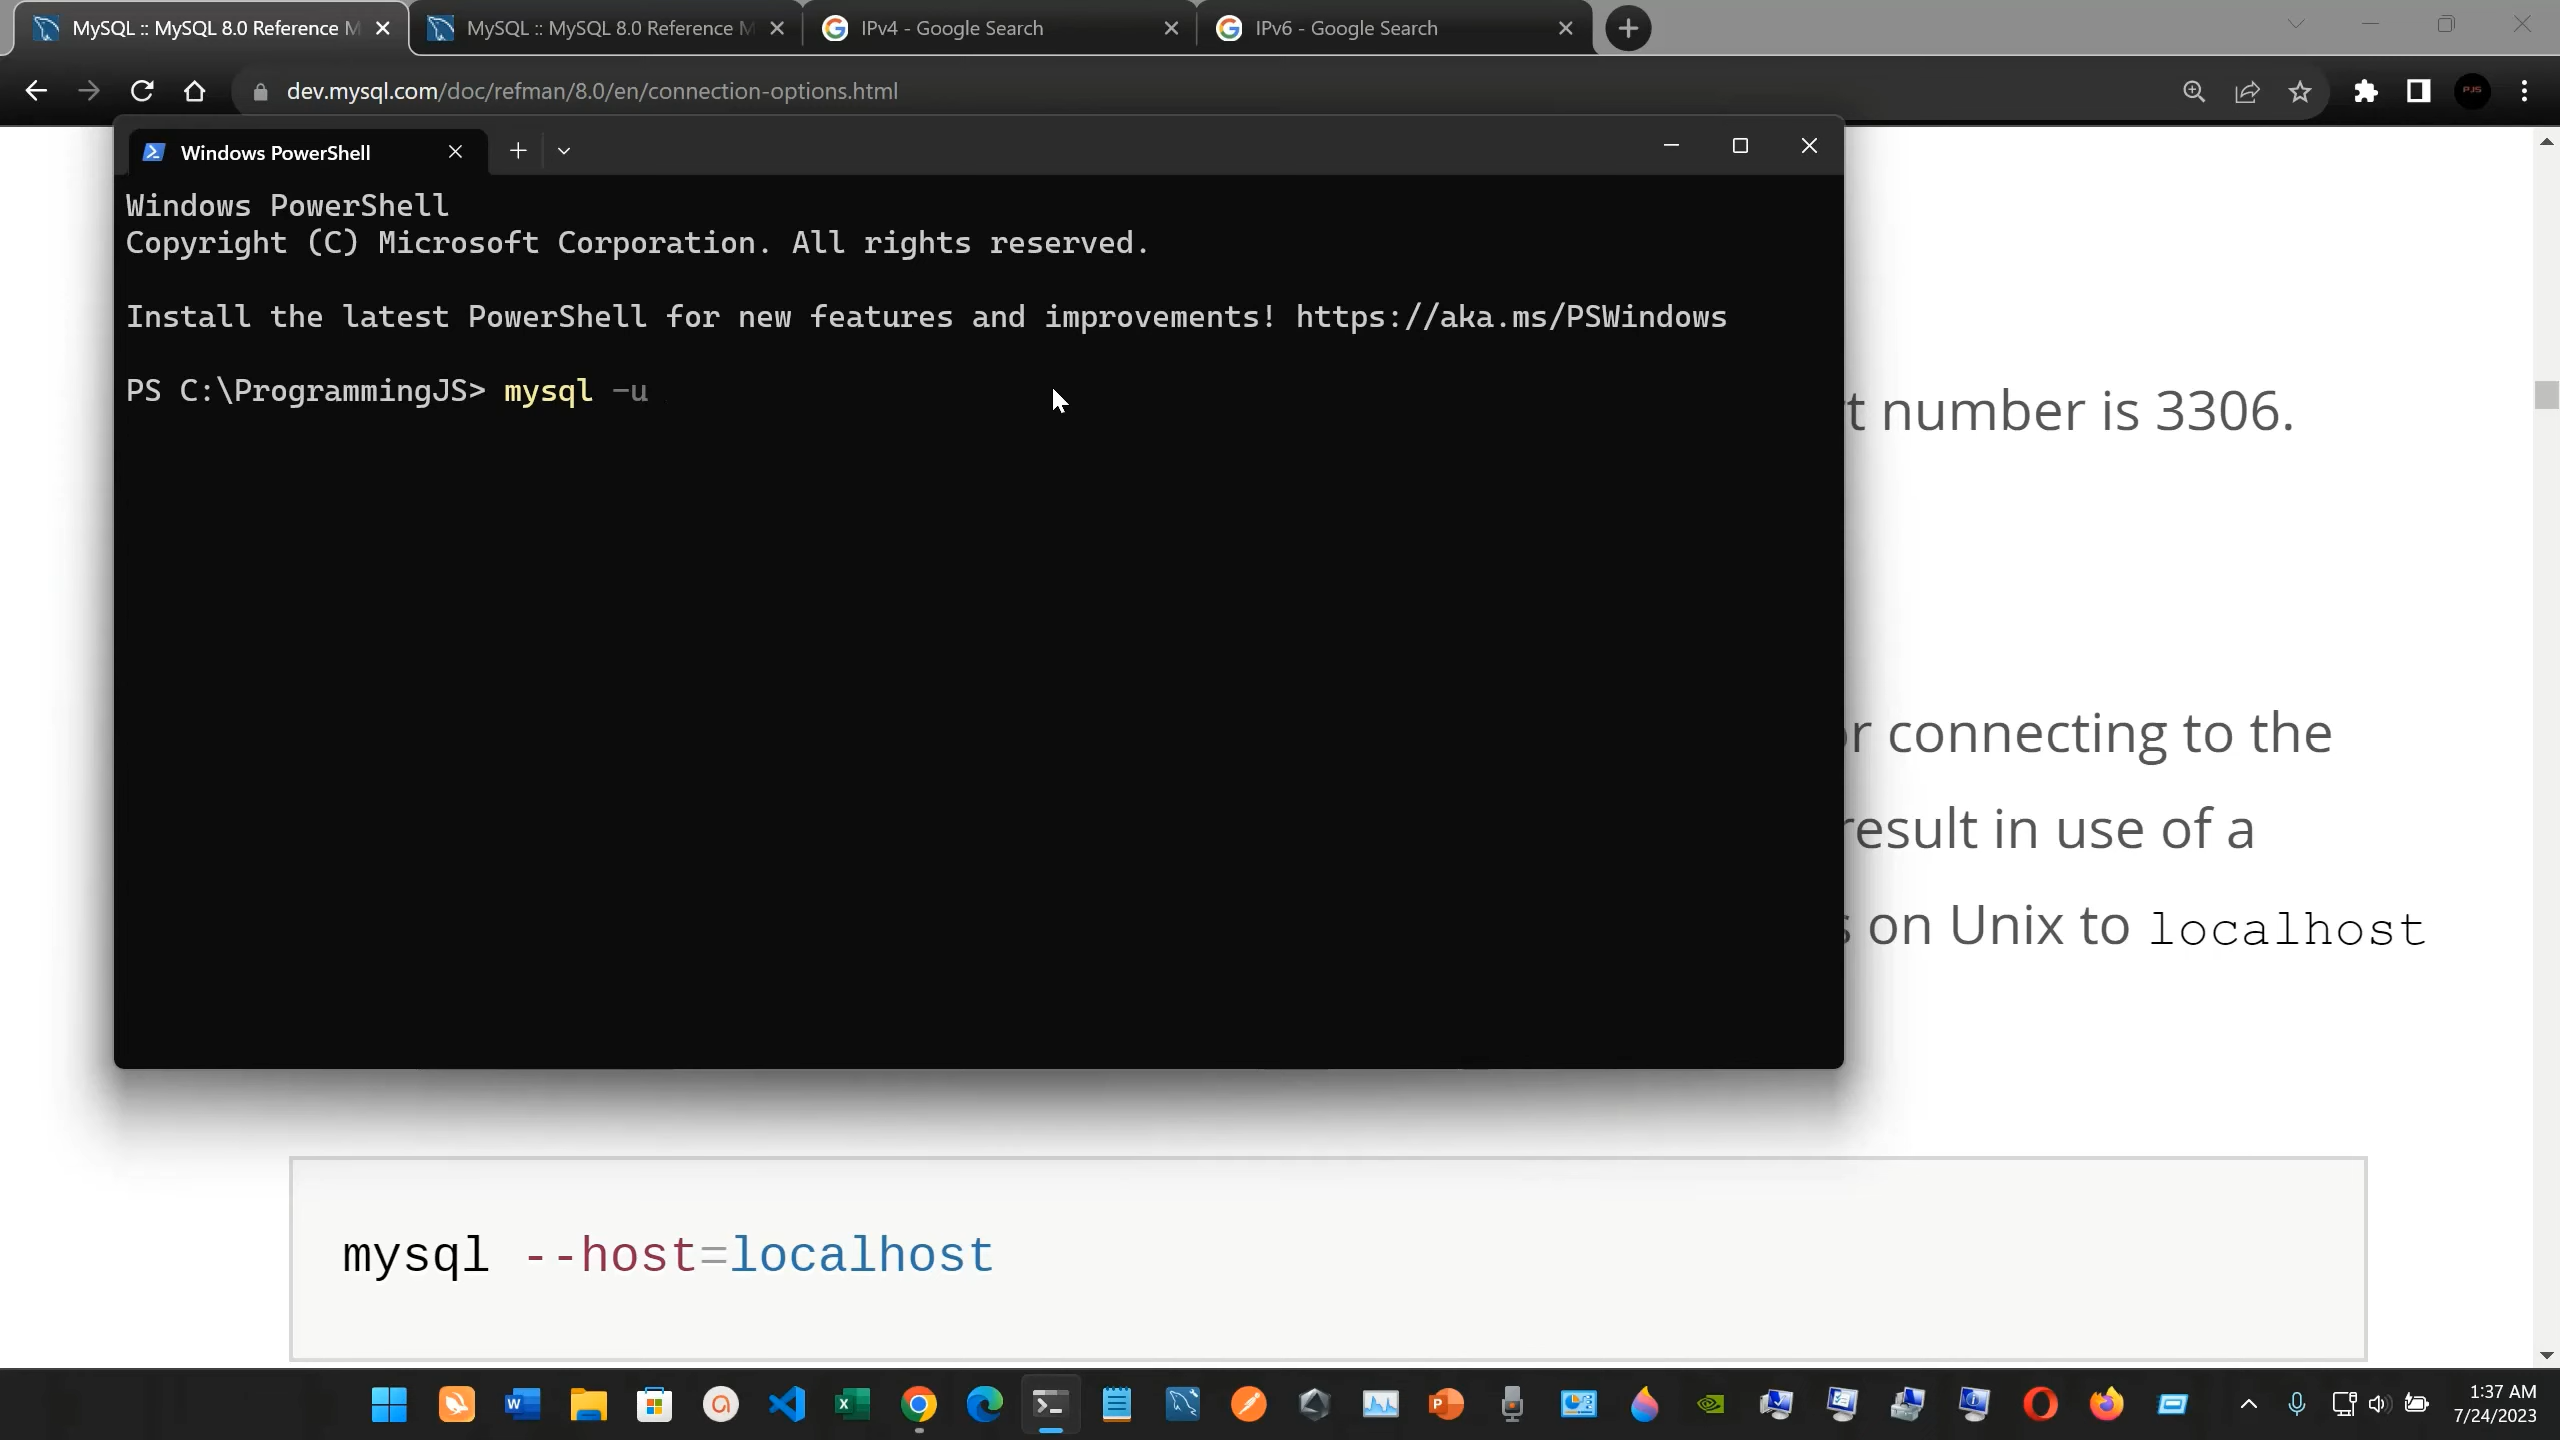 MySQL :: MySQL 8.0 Reference M
MySQL :: MySQL 8.0 Reference M
IPv4 - Google Search
IPv6 - Google Search
dev.mysql.com/doc/refman/8.0/en/connection-options.html
PJS
Windows PowerShell
Windows PowerShell
Copyright (C) Microsoft Corporation. All rights reserved.
Install the latest PowerShell for new features and improvements! https://aka.ms/PSWindows
PS C:\ProgrammingJS> mysql -u
t number is 3306.
r connecting to the
result in use of a
s on Unix to localhost
mysql --host=localhost
1:37 AM
7/24/2023